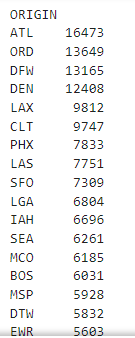 ORIGIN
ATL 16473
ORD 13649
DFW 13165
DEN 12408
LAX 9812
CLT 9747
PHX 7833
LAS 7751
SFO 7309
LGA 6804
IAH 6696
SEA 6261
MCO 6185
BOS 6031
MSP 5928
DTW 5832
EWR 5603